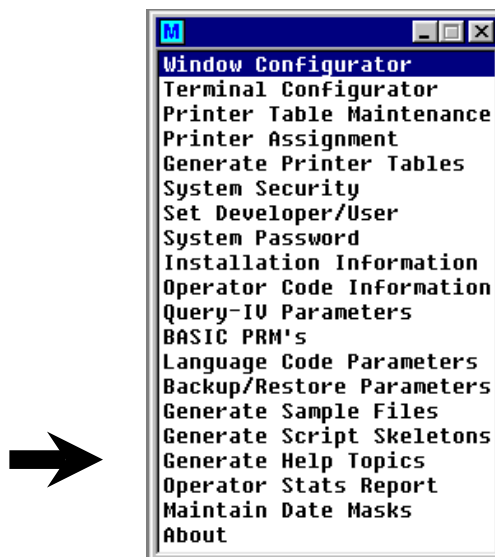 M
Window Configurator
Terminal Configurator
Printer Table Maintenance
Printer Assignment
Generate Printer Tables
System Security
Set Developer/User
System Password
Installation Information
Operator Code Information
Query-IV Parameters
BASIC PRM's
Language Code Parameters
Backup/Restore Parameters
Generate Sample Files
Generate Script Skeletons
Generate Help Topics
Operator Stats Report
Maintain Date Masks
About